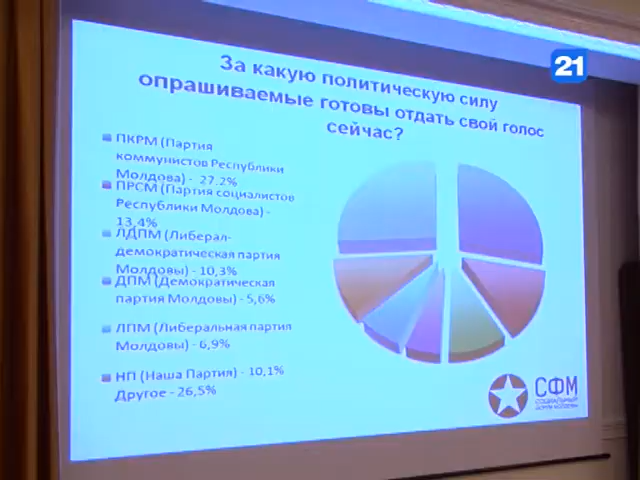 21
За какую политическую силу
опрашиваемые готовы отдать свой голос
сейчас?
ПКРМ (Партия
коммунистов Республики
Молдова) - 27.2%
ПРСМ (Партия социалистов
Республики Молдова) -
13,4%
ЛДПМ (Либерал-
демократическая партия
Молдовы) - 10,3%
ДПМ (Демократическая
партия Молдовы) - 5,6%
ЛПМ (Либеральная партия
Молдовы) - 6,9%
НП (Наша Партия) - 10,1%
Другое - 26,5%
СФМ
СОЦИАЛЬНЫЙ